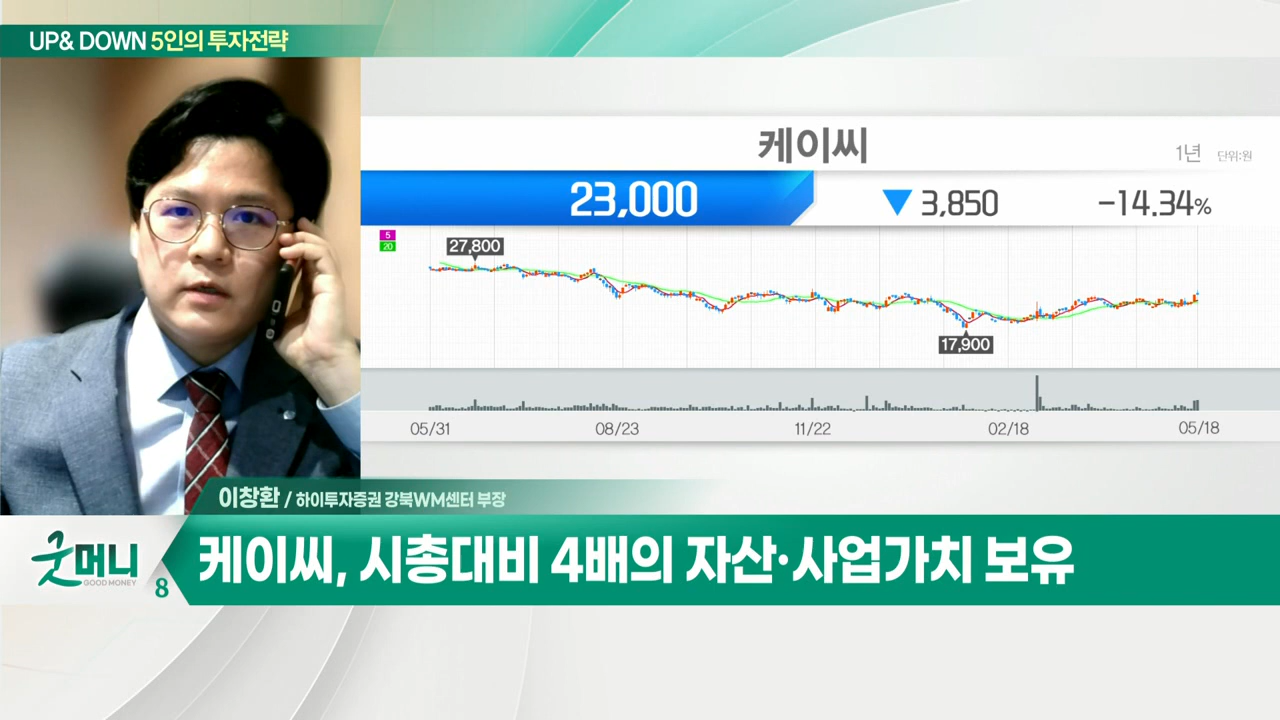 UP& DOWN 5인의 투자전략
케이씨
1년 단위:원
23,000 ▼ 3,850 -14.34%
5
20
27,800
17,900
05/31 08/23 11/22 02/18 05/18
이창환 / 하이투자증권 강북WM센터 부장
굿머니
GOOD MONEY
8
케이씨, 시총대비 4배의 자산·사업가치 보유